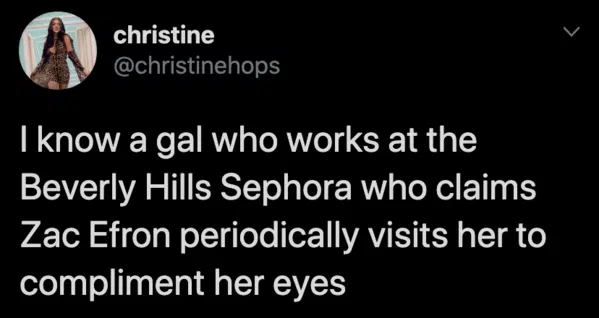 christine
@christinehops
I know a gal who works at the
Beverly Hills Sephora who claims
Zac Efron periodically visits her to
compliment her eyes